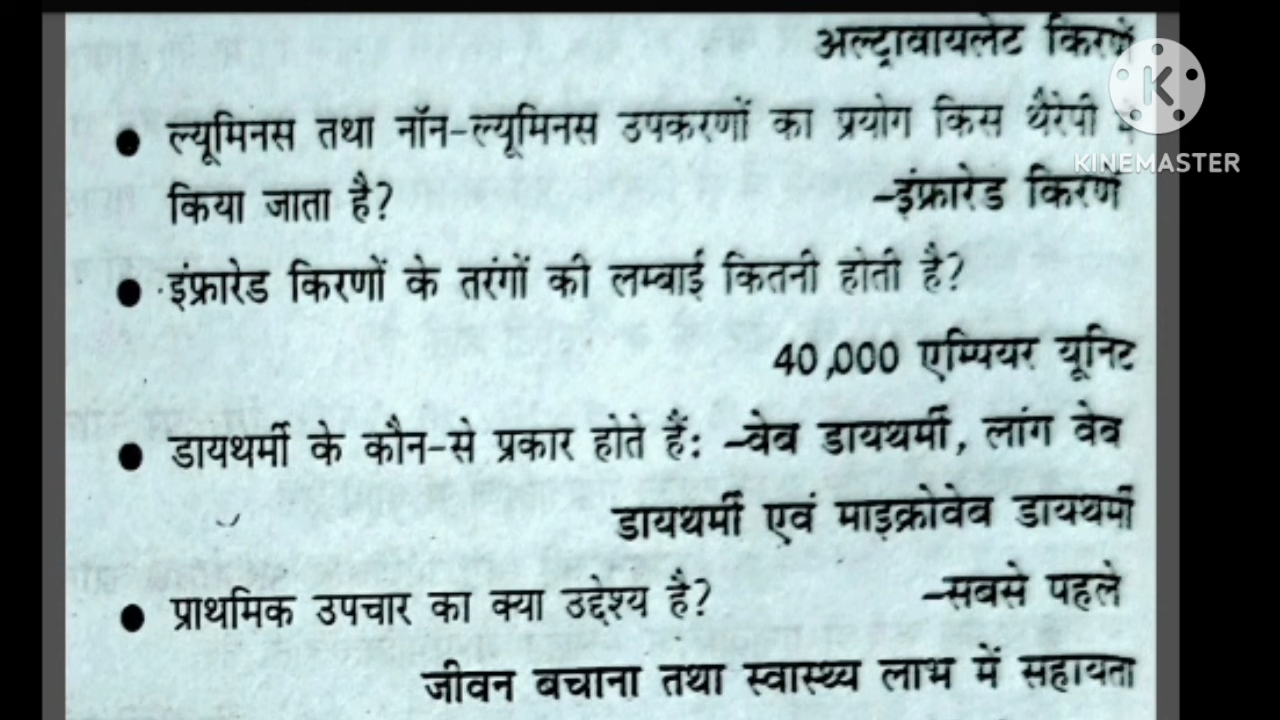 अल्ट्रावायलेट किरणें
● ल्यूमिनस तथा नॉन-ल्यूमिनस उपकरणों का प्रयोग किस थैरेपी
किया जाता है? -इंफ्रारेड किरणें
● इंफ्रारेड किरणों के तरंगों की लम्बाई कितनी होती है?
40,000 एम्पियर यूनिट
● डायथर्मी के कौन-से प्रकार होते हैं: -वेव डायथर्मी, लांग वेव
डायथर्मी एवं माइक्रोवेव डायथर्मी
● प्राथमिक उपचार का क्या उद्देश्य है? -सबसे पहले
जीवन बचाना तथा स्वास्थ्य लाभ में सहायता
K
KINEMASTER